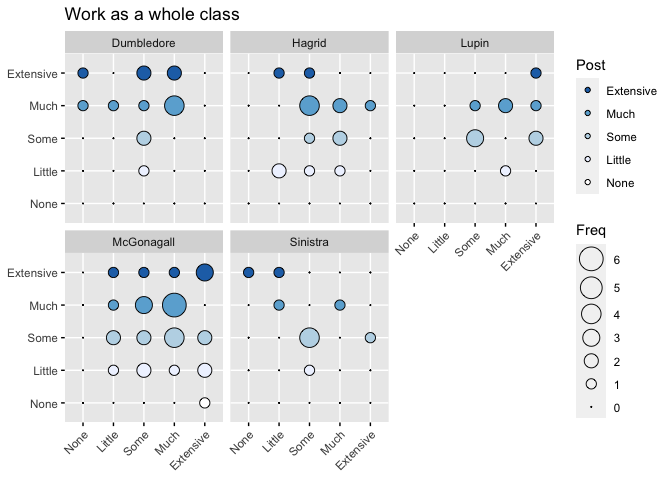 Work as a whole class
Dumbledore
Hagrid
Lupin
Extensive
Much
Some
Little
None
McGonagall
Sinistra
None
Little
Some
Much
Extensive
Extensive
Much
Some
Little
None
None
Little
Some
Much
Extensive
None
Little
Some
Much
Extensive
Post
Extensive
Much
Some
Little
None
Freq
6
5
4
3
2
1
0